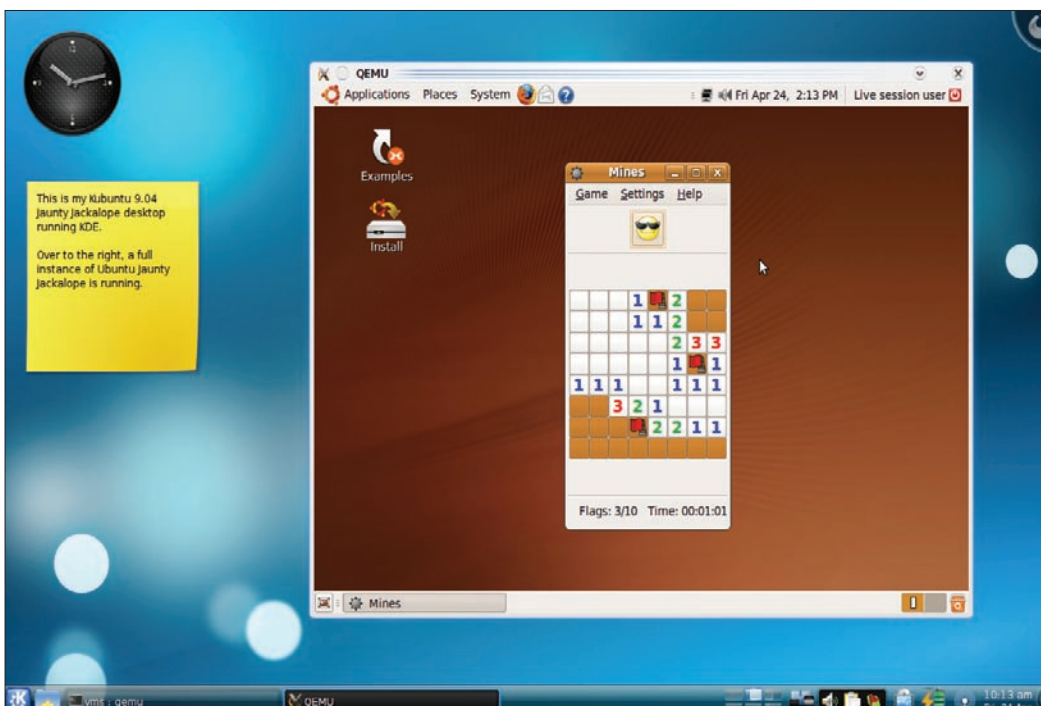 QEMU
Applications Places System Fri Apr 24, 2:13 PM Live session user
Examples
Install
This is my Kubuntu 9.04
Jaunty Jackalope desktop
running KDE.
Over to the right, a full
instance of Ubuntu Jaunty
Jackalope is running.
Mines
Game Settings Help
1 2
1 1 2
2 3 3
1 1
1 1 1 1 1 1
3 2 1
2 2 1 1
Flags: 3/10 Time: 00:01:01
Mines
vms : qemu
QEMU
10:13 am